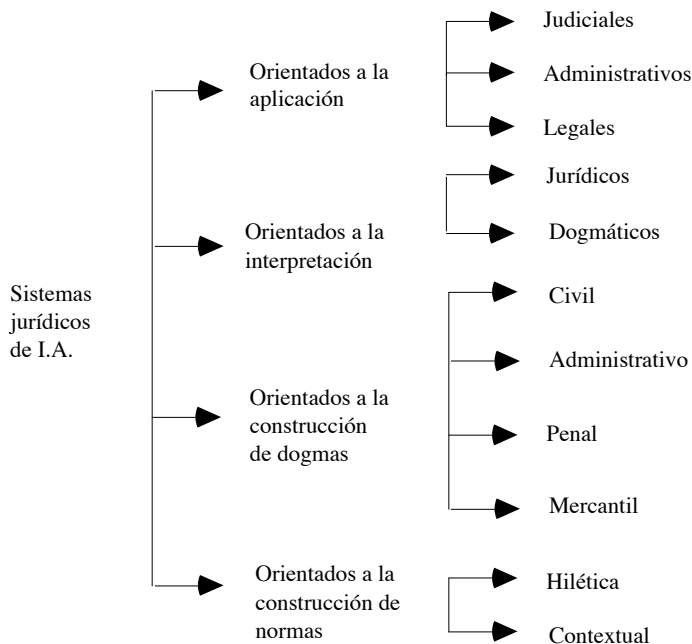 Sistemas
jurídicos
de I.A.
Orientados a la
aplicación
Judiciales
Administrativos
Legales
Orientados a la
interpretación
Jurídicos
Dogmáticos
Orientados a la
construcción
de dogmas
Civil
Administrativo
Penal
Mercantil
Orientados a la
construcción de
normas
Hilética
Contextual